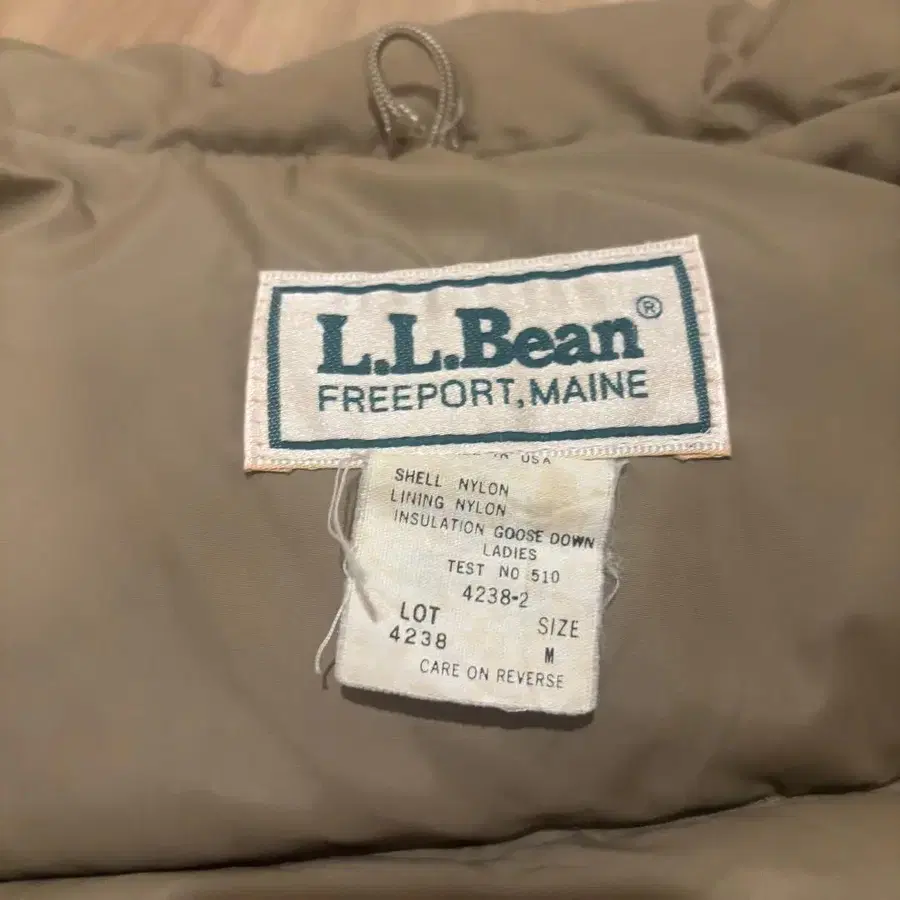 L.L.Bean®
FREEPORT, MAINE
USA
SHELL NYLON
LINING NYLON
INSULATION GOOSE DOWN
LADIES
TEST NO 510
4238-2
LOT SIZE
4238 M
CARE ON REVERSE